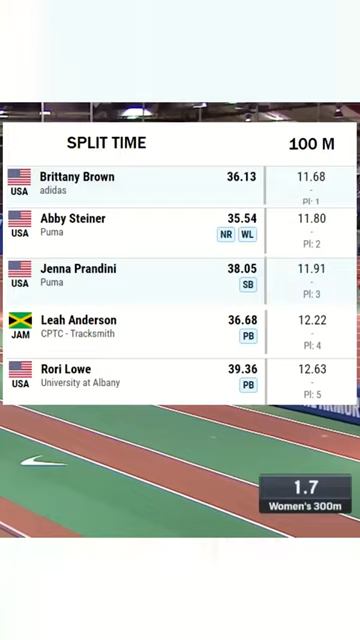 SPLIT TIME 100 M
Brittany Brown 36.13 11.68
USA adidas -
Pl: 1
Abby Steiner 35.54 11.80
USA Puma NR WL -
Pl: 2
Jenna Prandini 38.05 11.91
USA Puma SB -
Pl: 3
Leah Anderson 36.68 12.22
JAM CPTC - Tracksmith PB -
Pl: 4
Rori Lowe 39.36 12.63
USA University at Albany PB -
Pl: 5
1.7
Women's 300m